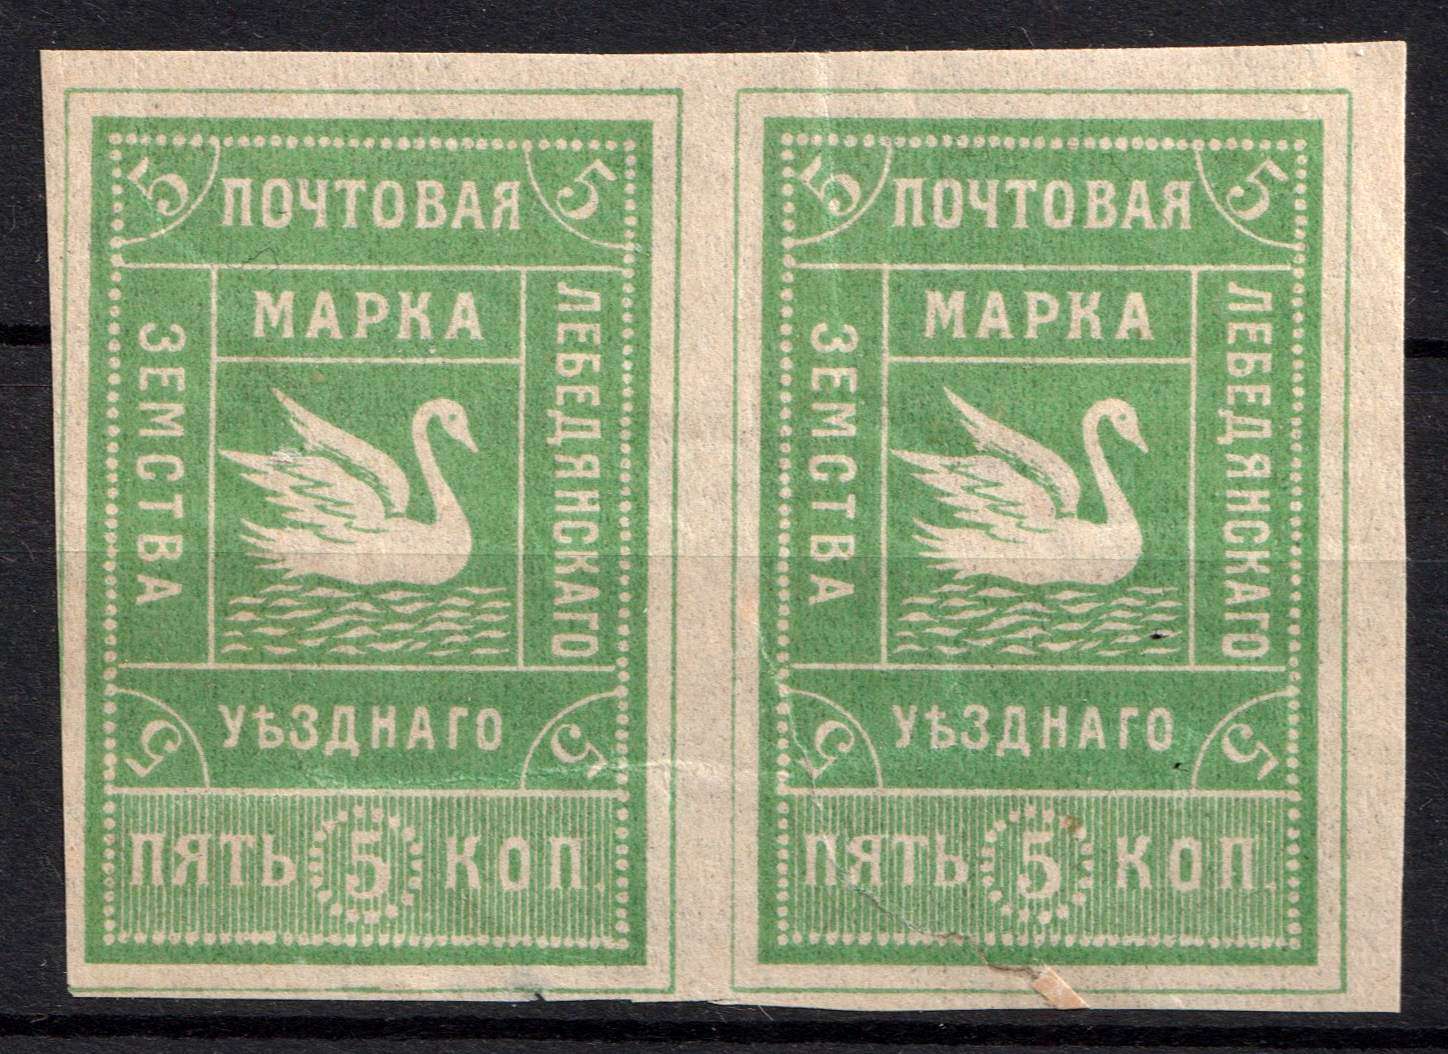 5 ПОЧТОВАЯ 5
МАРКА
ЛЕБЕДЯНСКАГО
УѢЗДНАГО
ЗЕМСТВА
5 5
ПЯТЬ 5 КОП.
5 ПОЧТОВАЯ 5
МАРКА
ЛЕБЕДЯНСКАГО
УѢЗДНАГО
ЗЕМСТВА
5 5
ПЯТЬ 5 КОП.